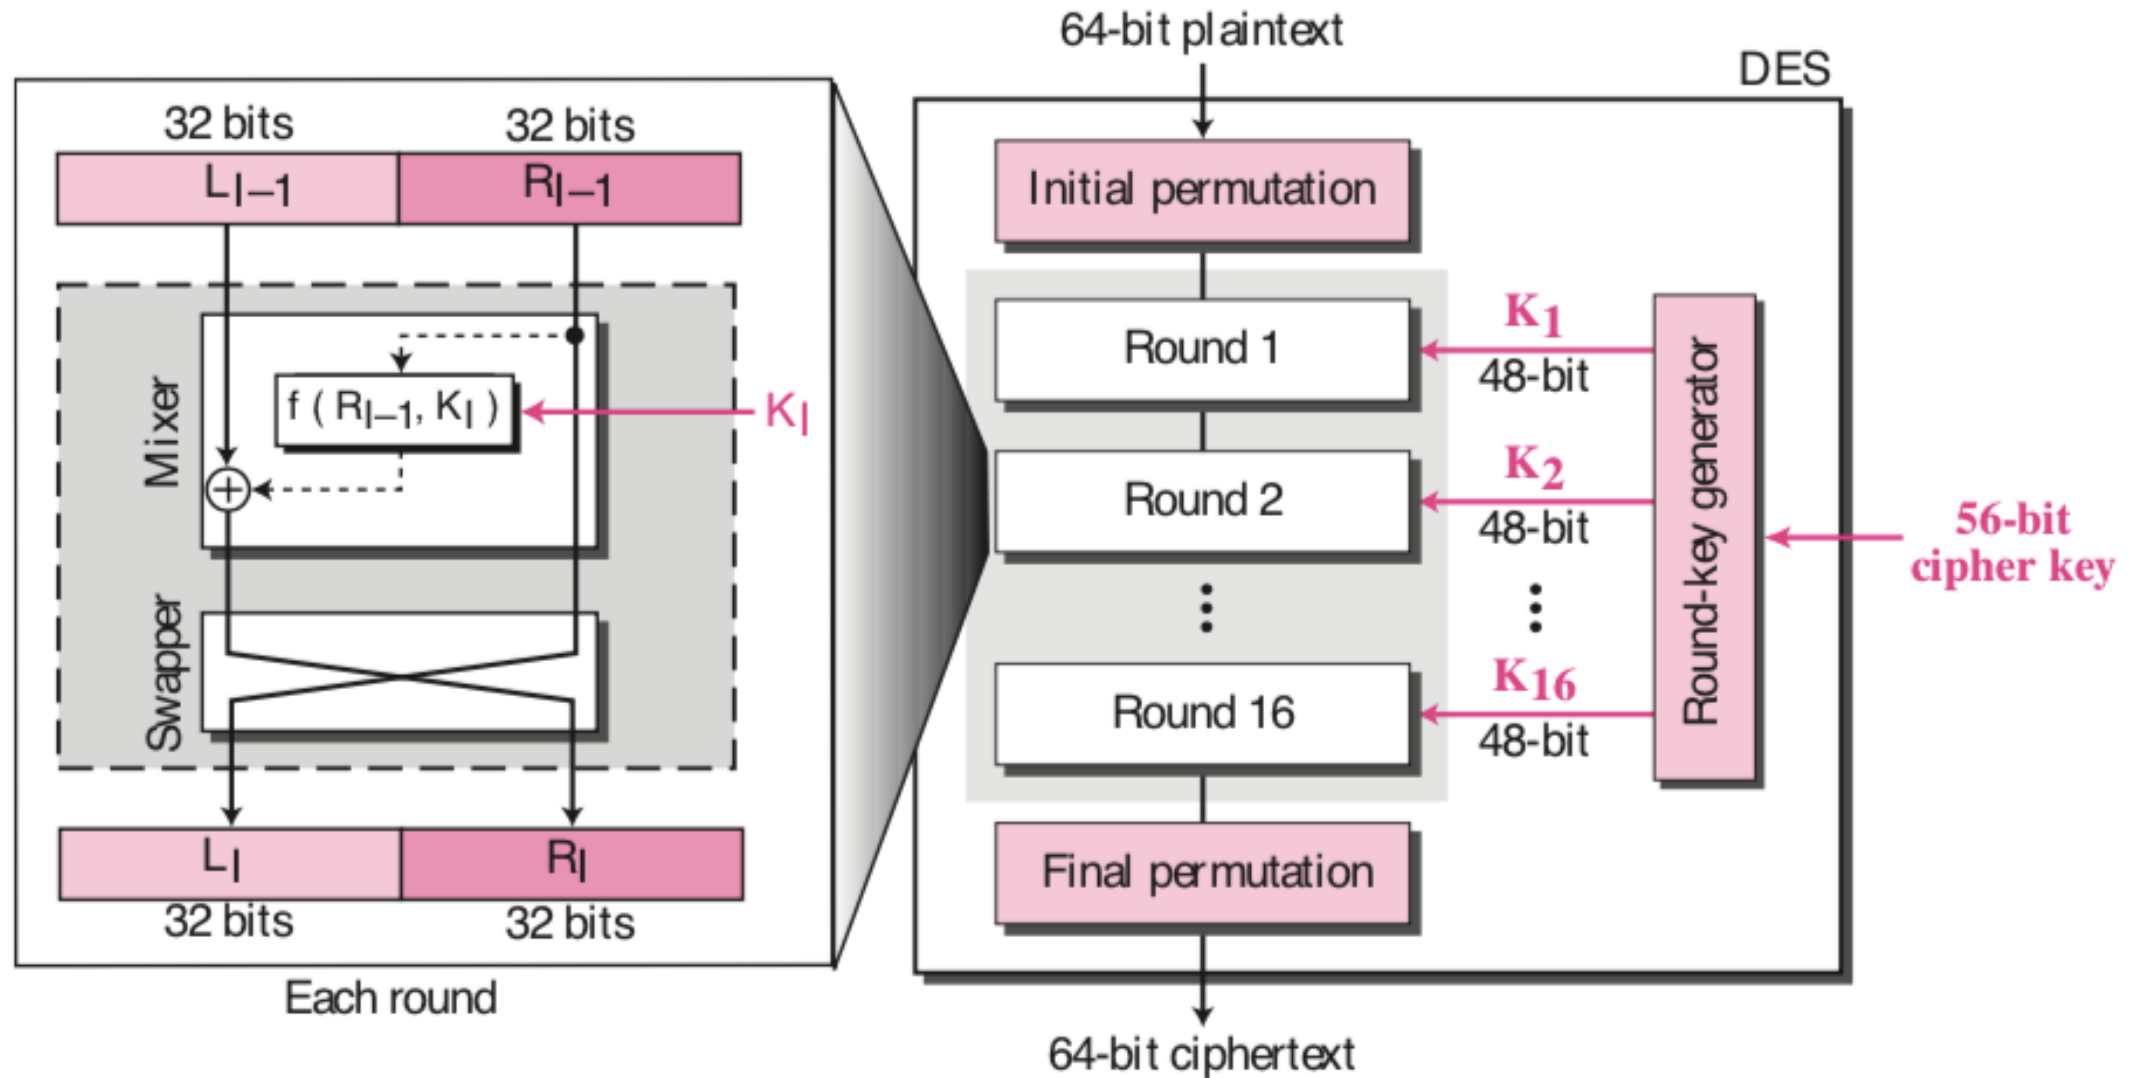 64-bit plaintext
DES
32 bits 32 bits
L I–1 R I–1
Initial permutation
Mixer
f ( R I–1, K I )
K I
Swapper
L I R I
32 bits 32 bits
Each round
Round 1
K1
48-bit
Round 2
K2
48-bit
Round 16
K16
48-bit
Round-key generator
56-bit
cipher key
Final permutation
64-bit ciphertext